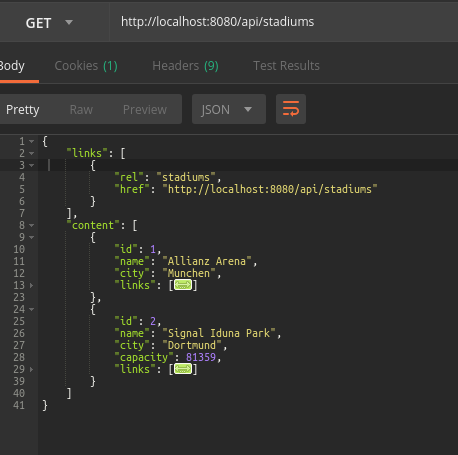 GET http://localhost:8080/api/stadiums
Body Cookies (1) Headers (9) Test Results
Pretty Raw Preview JSON
1 {
2 "links": [
3 {
4 "rel": "stadiums",
5 "href": "http://localhost:8080/api/stadiums"
6 }
7 ],
8 "content": [
9 {
10 "id": 1,
11 "name": "Allianz Arena",
12 "city": "Munchen",
13 "links": []
23 },
24 {
25 "id": 2,
26 "name": "Signal Iduna Park",
27 "city": "Dortmund",
28 "capacity": 81359,
29 "links": []
39 }
40 ]
41 }